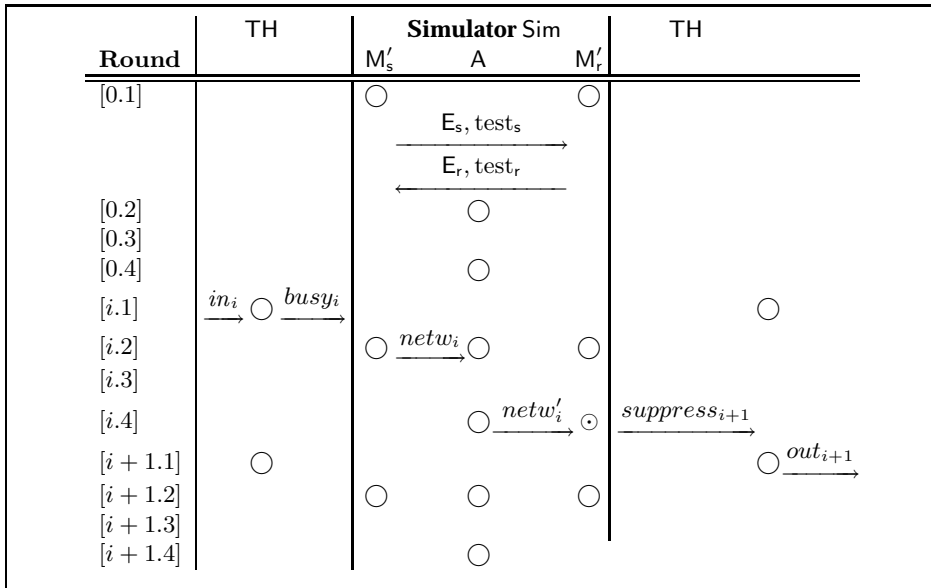 TH Simulator Sim TH
Round M′ₛ A M′ᵣ
[0.1]
Eₛ, testₛ
Eᵣ, testᵣ
[0.2]
[0.3]
[0.4]
[i.1] inᵢ busyᵢ
[i.2] netwᵢ
[i.3]
[i.4] netw′ᵢ suppressᵢ₊₁
[i + 1.1] outᵢ₊₁
[i + 1.2]
[i + 1.3]
[i + 1.4]